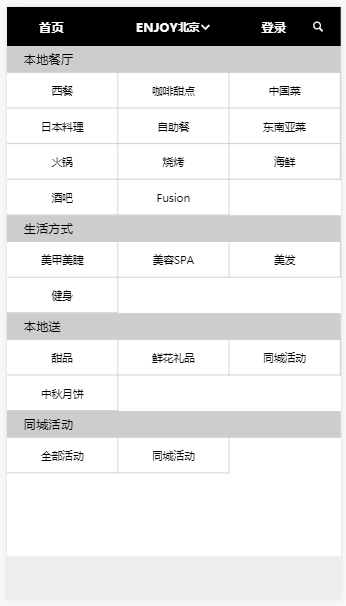 首页 ENJOY北京 登录
本地餐厅
西餐 咖啡甜点 中国菜
日本料理 自助餐 东南亚菜
火锅 烧烤 海鲜
酒吧 Fusion
生活方式
美甲美睫 美容SPA 美发
健身
本地送
甜品 鲜花礼品 同城活动
中秋月饼
同城活动
全部活动 同城活动